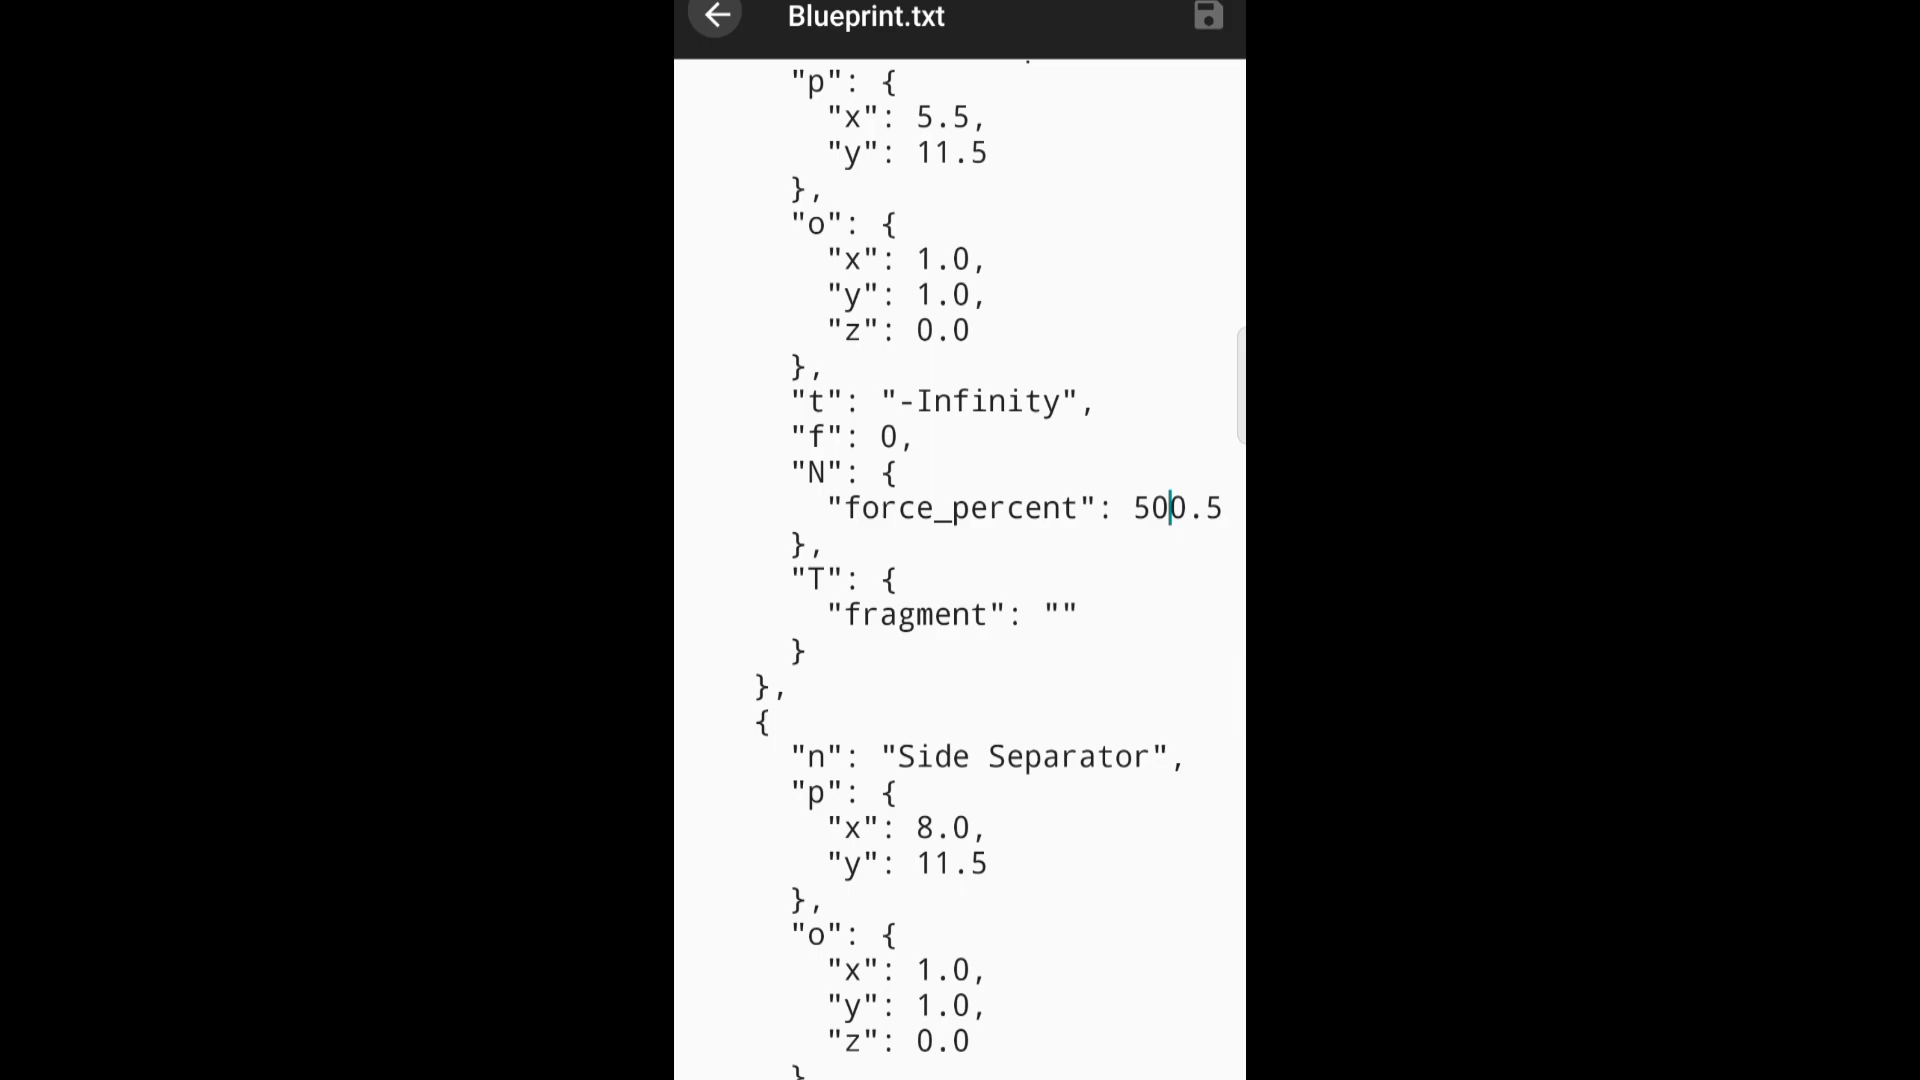 Blueprint.txt
"p": {
"x": 5.5,
"y": 11.5
},
"o": {
"x": 1.0,
"y": 1.0,
"z": 0.0
},
"t": "-Infinity",
"f": 0,
"N": {
"force_percent": 500.5
},
"T": {
"fragment": ""
}
},
{
"n": "Side Separator",
"p": {
"x": 8.0,
"y": 11.5
},
"o": {
"x": 1.0,
"y": 1.0,
"z": 0.0
}